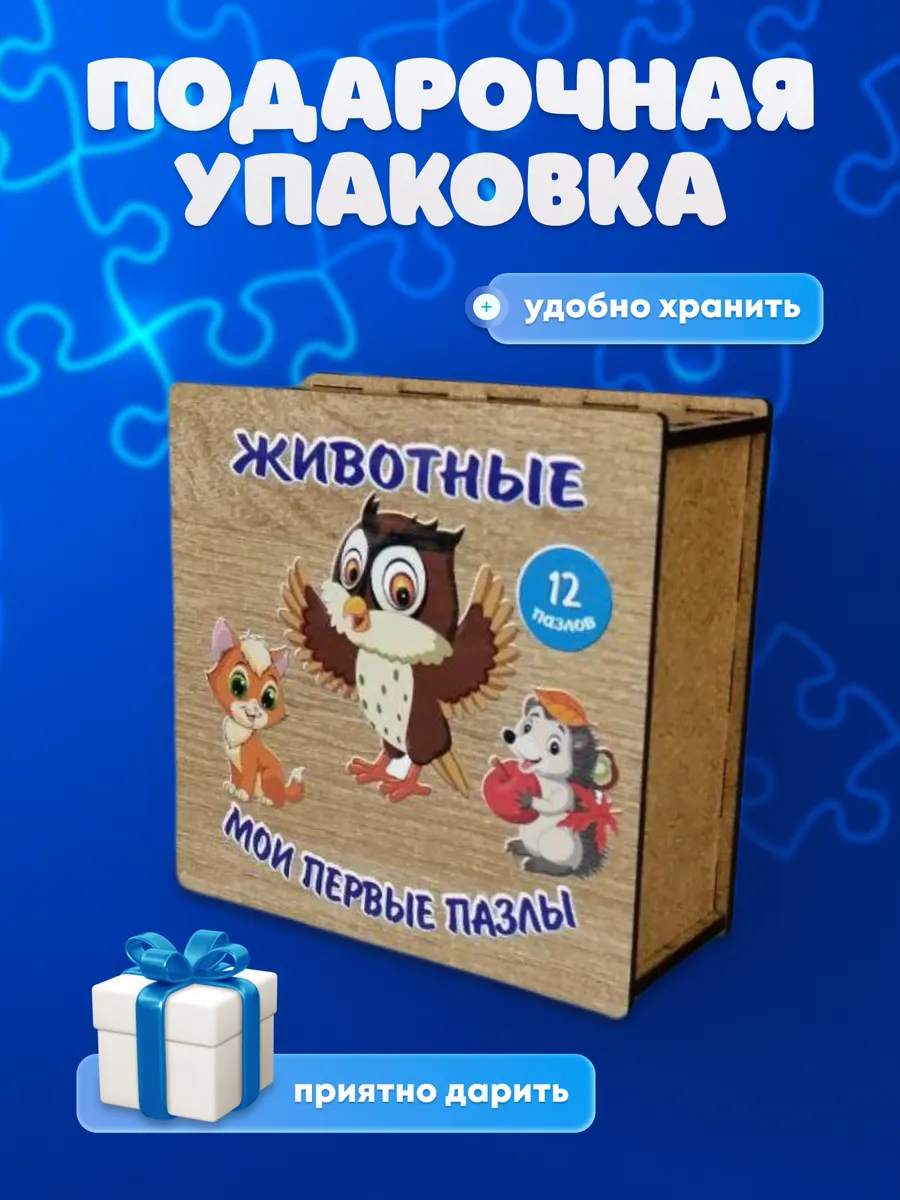 ПОДАРОЧНАЯ
УПАКОВКА
удобно хранить
ЖИВОТНЫЕ
12
пазлов
МОИ ПЕРВЫЕ ПАЗЛЫ
приятно дарить